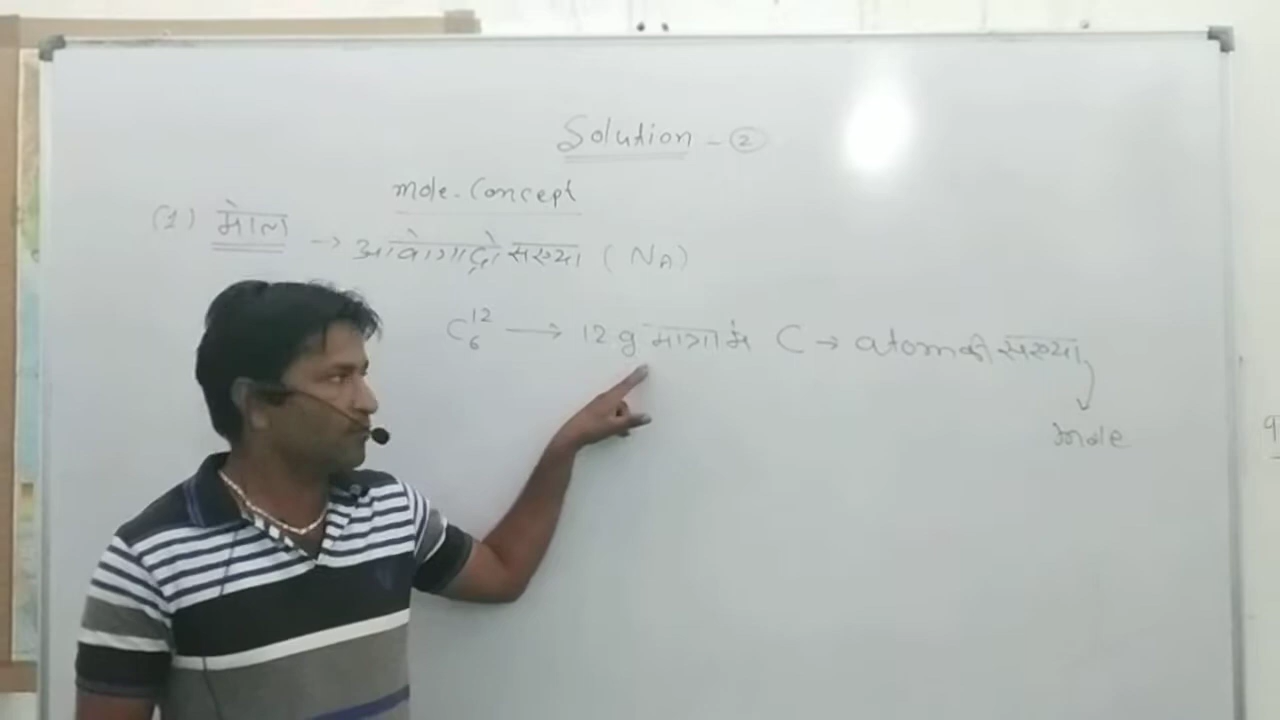 Solution - ②
mole-Concept
(1) मोल → आवोगाद्रो संख्या (N_A)
C₆¹² → 12 g मात्रा में C → atom की संख्या
mole